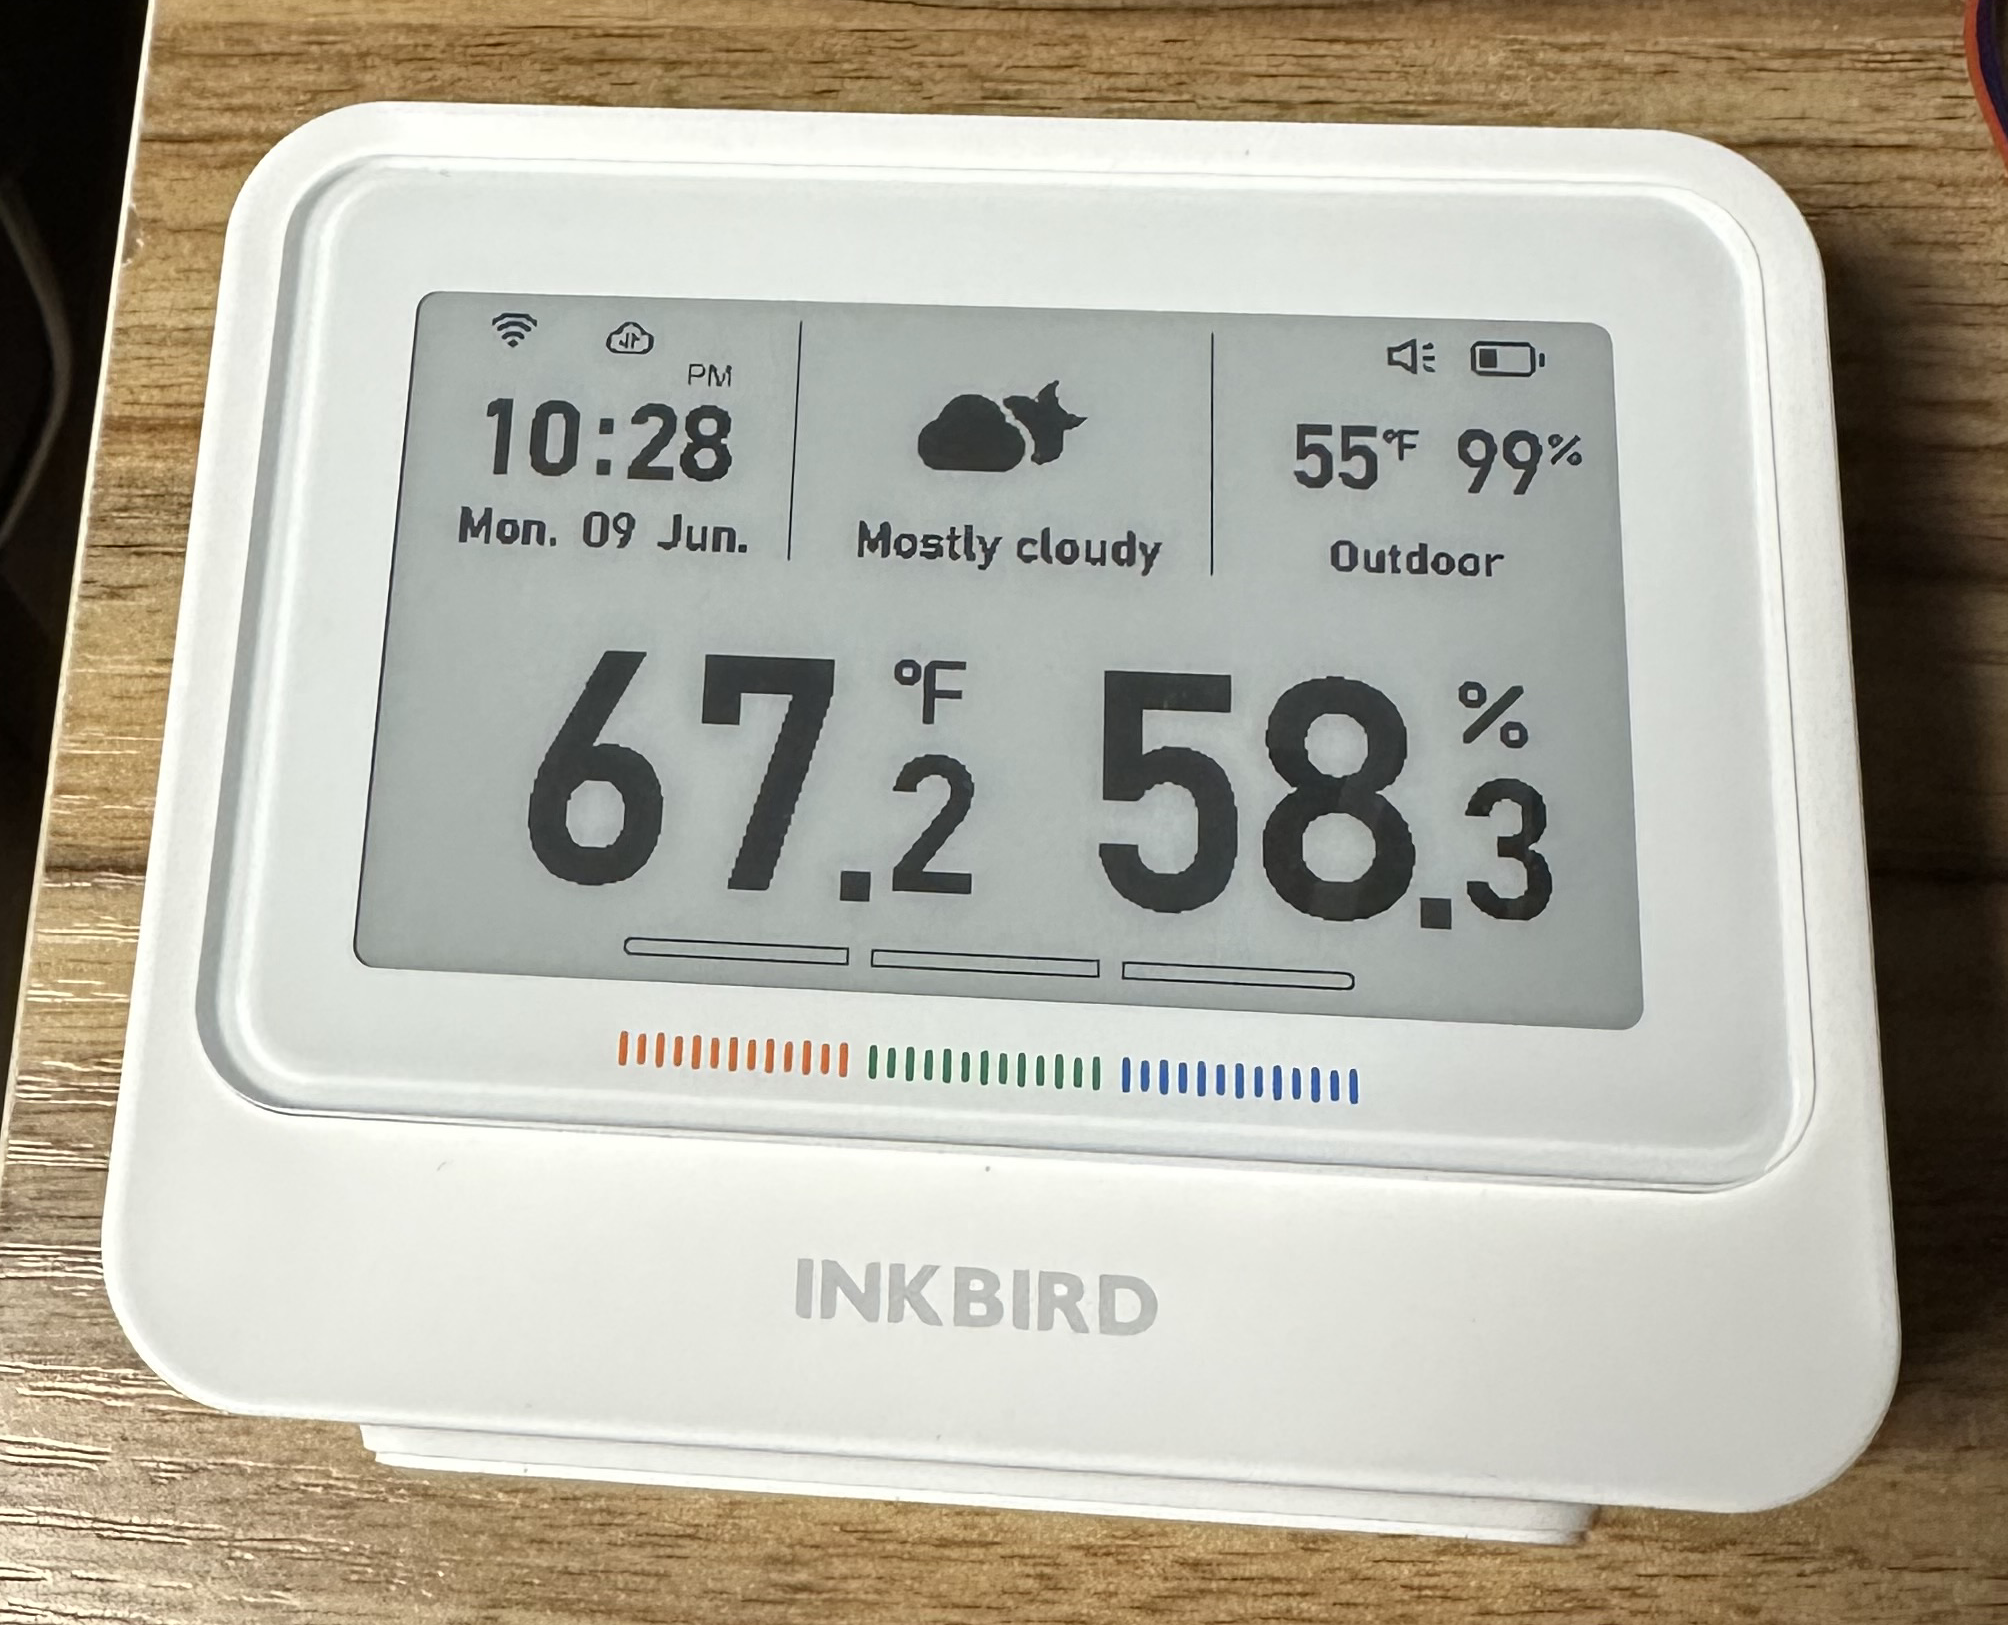 PM
10:28
Mon. 09 Jun.
Mostly cloudy
55°F 99%
Outdoor
67.2°F 58.3%
INKBIRD